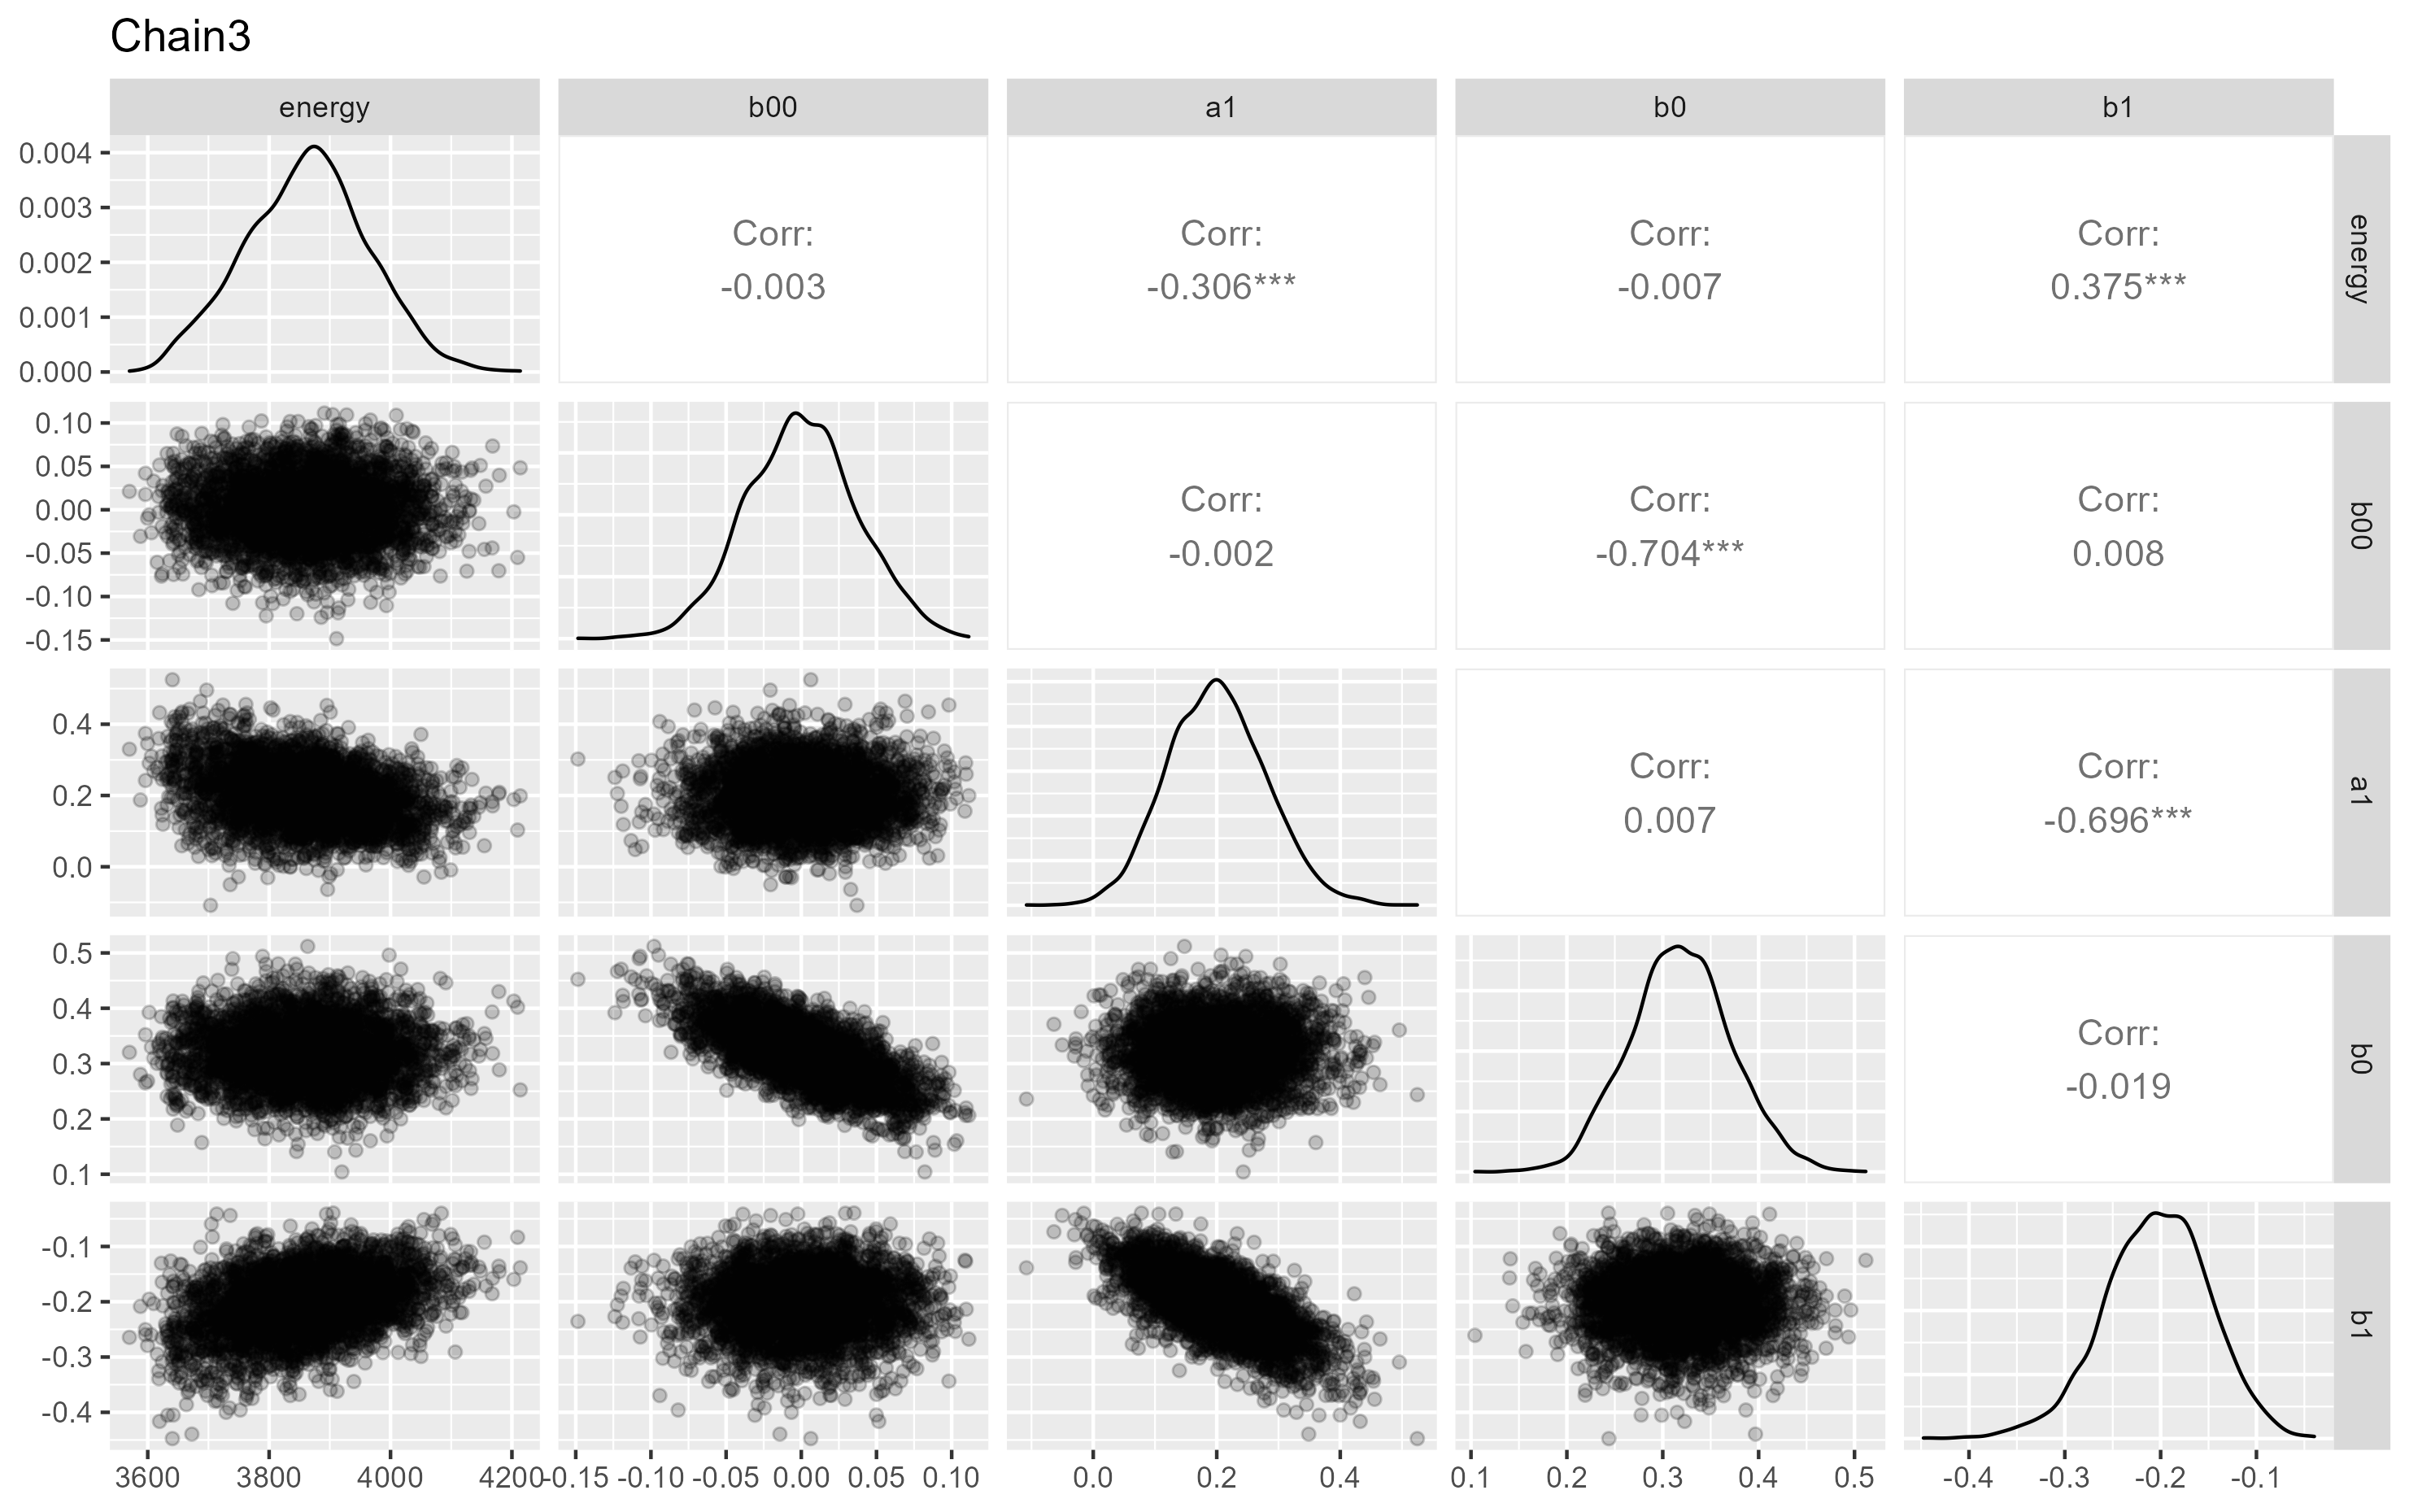 Chain3
energy b00 a1 b0 b1
0.004
0.003
0.002
0.001
0.000
Corr:
-0.003
Corr:
-0.306***
Corr:
-0.007
Corr:
0.375***
energy
0.10
0.05
0.00
-0.05
-0.10
-0.15
Corr:
-0.002
Corr:
-0.704***
Corr:
0.008
b00
0.4
0.2
0.0
Corr:
0.007
Corr:
-0.696***
a1
0.5
0.4
0.3
0.2
0.1
Corr:
-0.019
b0
-0.1
-0.2
-0.3
-0.4
b1
3600 3800 4000 4200 -0.15 -0.10 -0.05 0.00 0.05 0.10 0.0 0.2 0.4 0.1 0.2 0.3 0.4 0.5 -0.4 -0.3 -0.2 -0.1